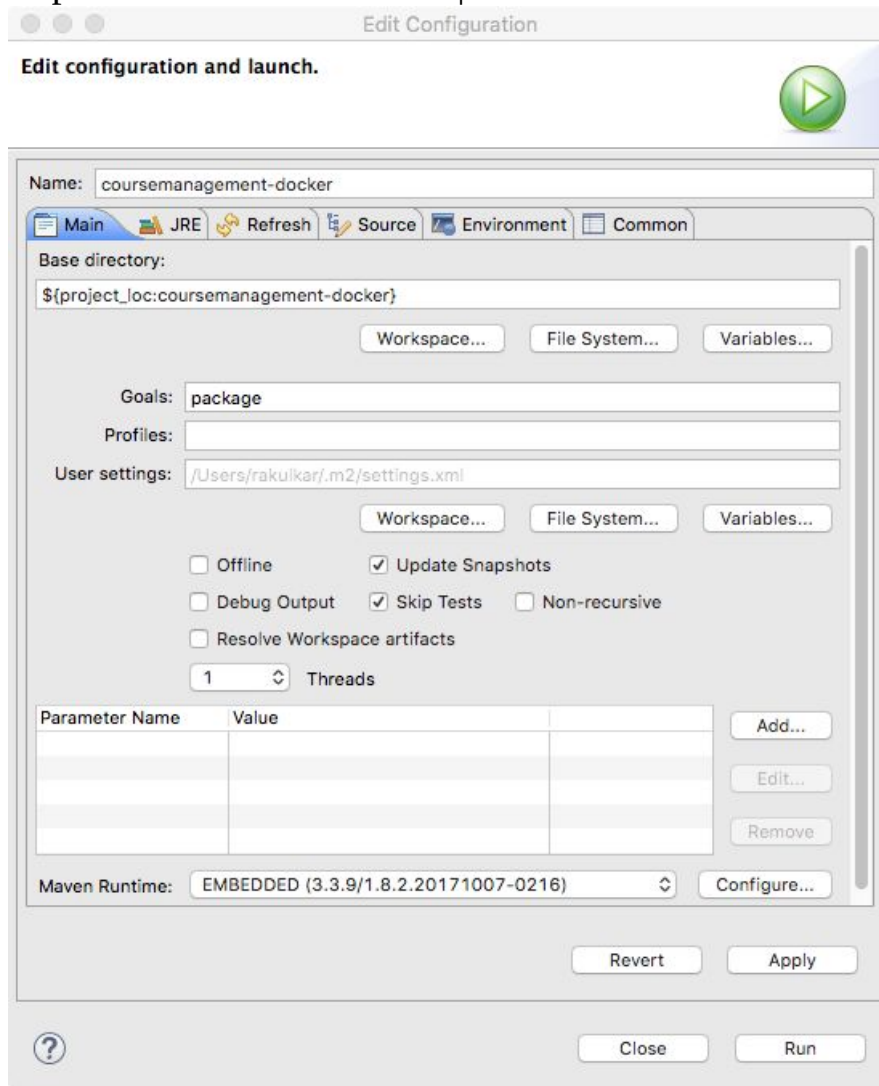 Edit Configuration
Edit configuration and launch.
Name: coursemanagement-docker
Main JRE Refresh Source Environment Common
Base directory:
${project_loc:coursemanagement-docker}
Workspace... File System... Variables...
Goals: package
Profiles:
User settings: /Users/rakulkar/.m2/settings.xml
Workspace... File System... Variables...
Offline Update Snapshots
Debug Output Skip Tests Non-recursive
Resolve Workspace artifacts
1 Threads
Parameter Name Value
Add...
Edit...
Remove
Maven Runtime: EMBEDDED (3.3.9/1.8.2.20171007-0216) Configure...
Revert Apply
? Close Run